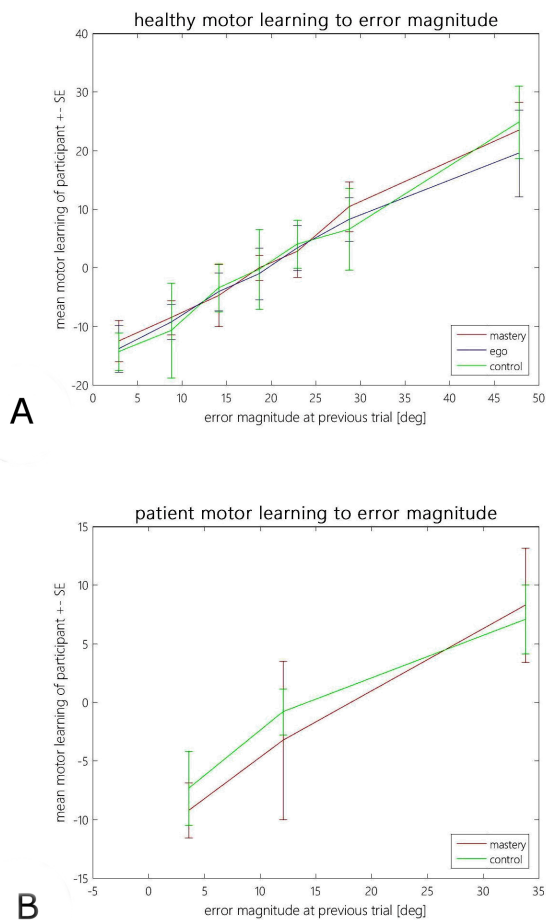 healthy motor learning to error magnitude
mean motor learning of participant +- SE
40
30
20
10
0
-10
-20
0 5 10 15 20 25 30 35 40 45 50
mastery
ego
control
error magnitude at previous trial [deg]
A
patient motor learning to error magnitude
mean motor learning of participant +- SE
15
10
5
0
-5
-10
-15
-5 0 5 10 15 20 25 30 35
mastery
control
error magnitude at previous trial [deg]
B